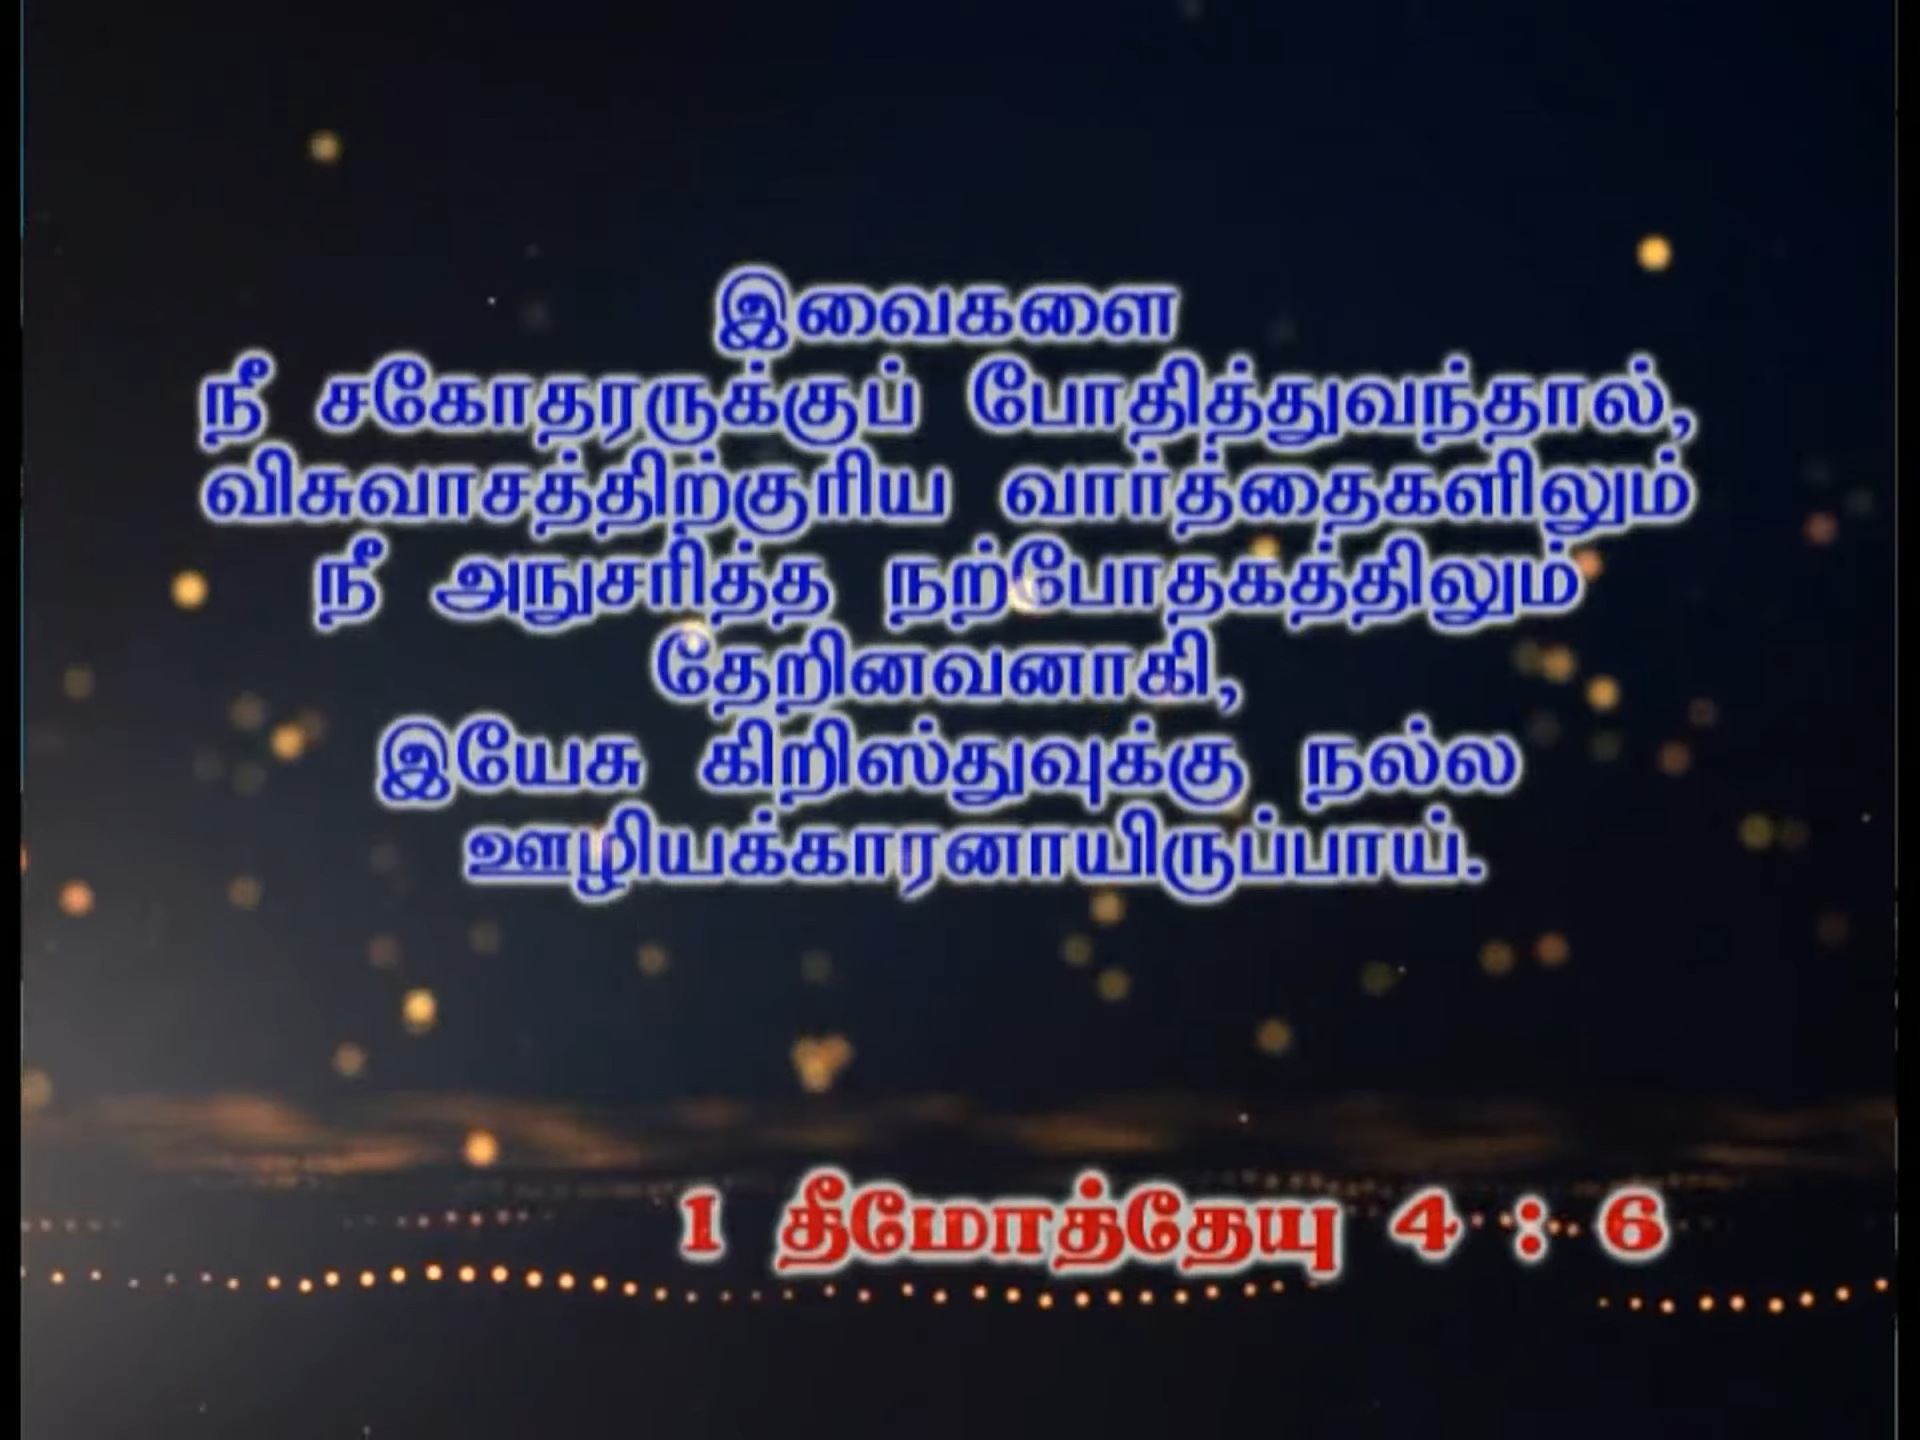 இவைகளை
நீ சகோதரருக்குப் போதித்துவந்தால்,
விசுவாசத்திற்குரிய வார்த்தைகளிலும்
நீ அநுசரித்த நற்போதகத்திலும்
தேறினவனாகி,
இயேசு கிறிஸ்துவுக்கு நல்ல
ஊழியக்காரனாயிருப்பாய்.
1 தீமோத்தேயு 4 : 6